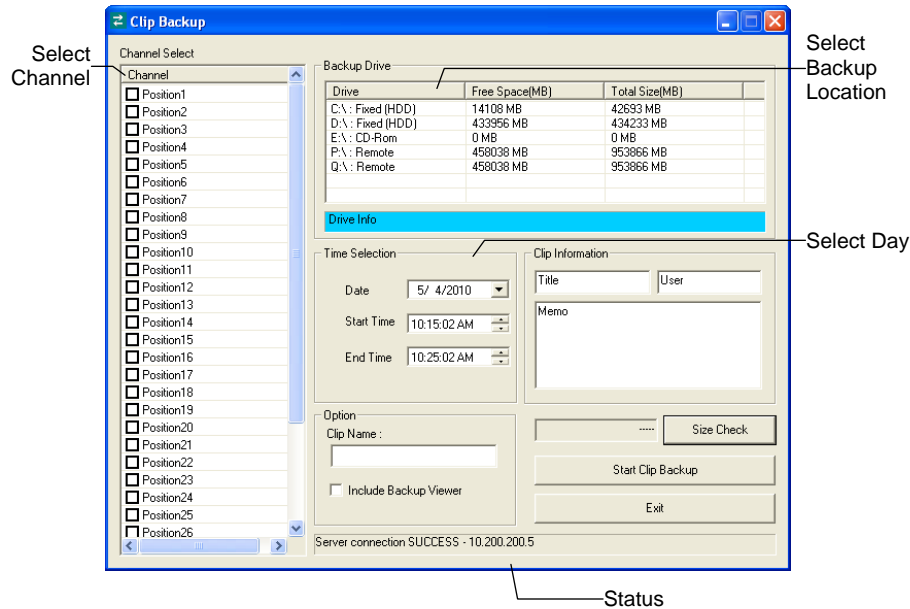 Clip Backup
Select
Channel
Channel Select
Channel
Position1
Position2
Position3
Position4
Position5
Position6
Position7
Position8
Position9
Position10
Position11
Position12
Position13
Position14
Position15
Position16
Position17
Position18
Position19
Position20
Position21
Position22
Position23
Position24
Position25
Position26
Backup Drive
Drive Free Space(MB) Total Size(MB)
C:\ : Fixed (HDD) 14108 MB 42693 MB
D:\ : Fixed (HDD) 433956 MB 434233 MB
E:\ : CD-Rom 0 MB 0 MB
P:\ : Remote 458038 MB 953866 MB
Q:\ : Remote 458038 MB 953866 MB
Drive Info
Select
Backup
Location
Time Selection
Date 5/ 4/2010
Start Time 10:15:02 AM
End Time 10:25:02 AM
Select Day
Clip Information
Title User
Memo
Option
Clip Name :
Include Backup Viewer
----- Size Check
Start Clip Backup
Exit
Server connection SUCCESS - 10.200.200.5
Status